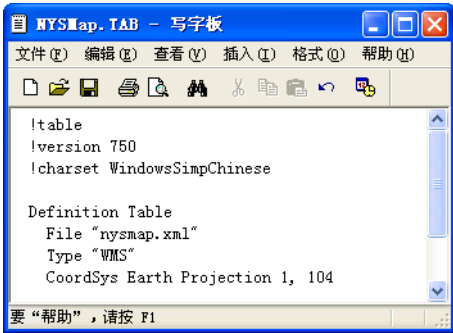 NYSMap.TAB - 写字板
文件(F) 编辑(E) 查看(V) 插入(I) 格式(O) 帮助(H)
!table
!version 750
!charset WindowsSimpChinese
Definition Table
File "nysmap.xml"
Type "WMS"
CoordSys Earth Projection 1, 104
要“帮助”,请按 F1